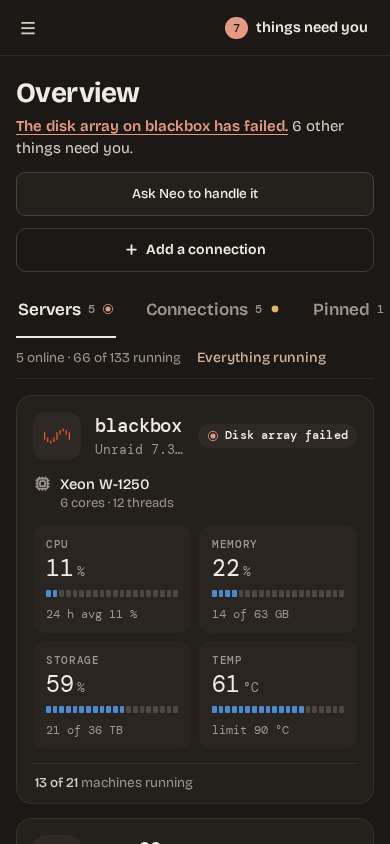 7 things need you
Overview
The disk array on blackbox has failed. 6 other
things need you.
Ask Neo to handle it
+ Add a connection
Servers 5 Connections 5 Pinned 1
5 online · 66 of 133 running Everything running
blackbox
Unraid 7.3…
Disk array failed
Xeon W-1250
6 cores · 12 threads
CPU
11 %
24 h avg 11 %
MEMORY
22 %
14 of 63 GB
STORAGE
59 %
21 of 36 TB
TEMP
61 °C
limit 90 °C
13 of 21 machines running